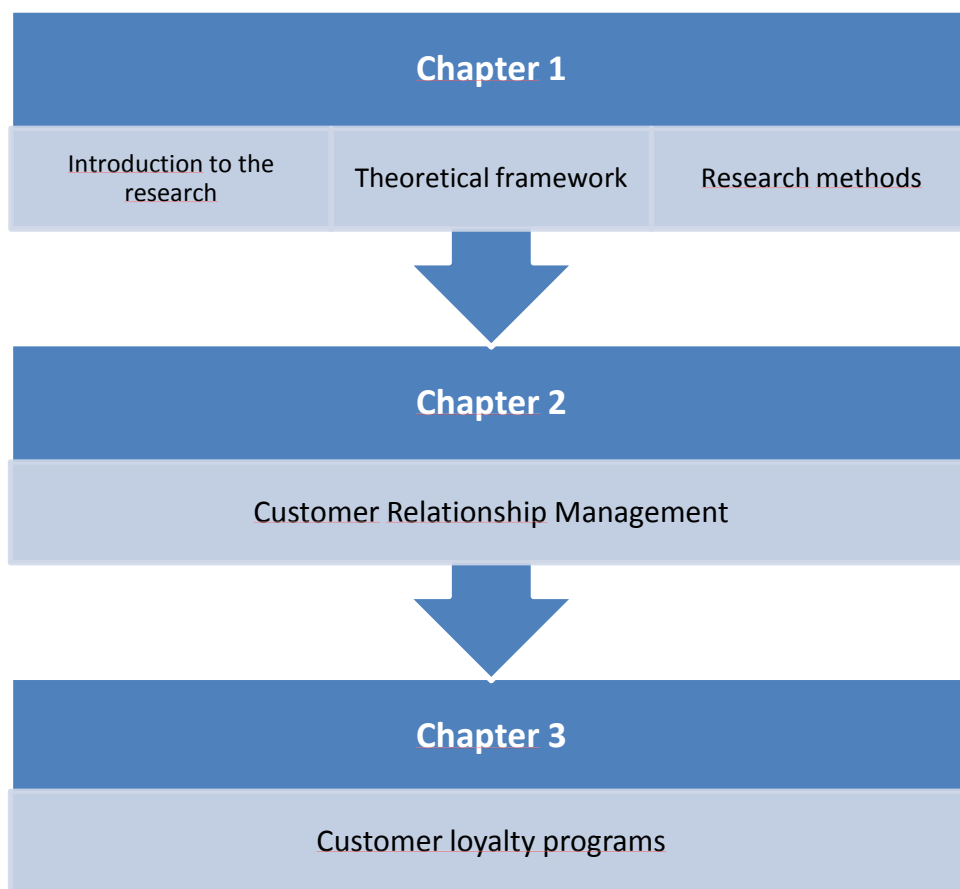 Chapter 1
Introduction to the
research
Theoretical framework
Research methods
Chapter 2
Customer Relationship Management
Chapter 3
Customer loyalty programs